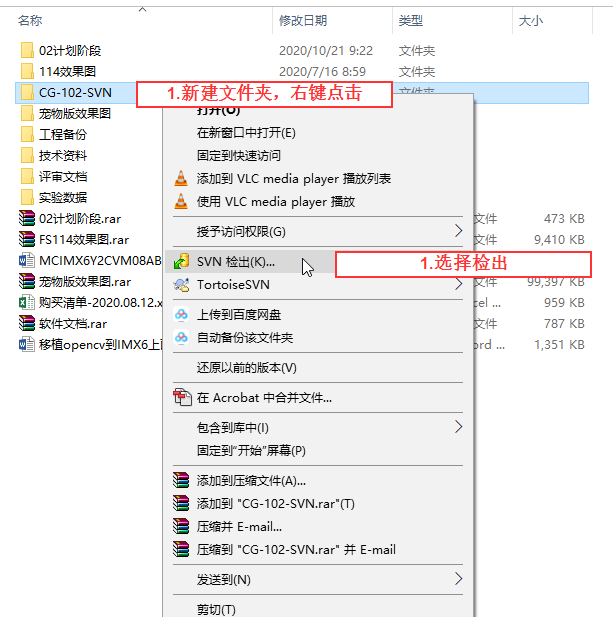 名称 修改日期 类型 大小
02计划阶段 2020/10/21 9:22 文件夹
114效果图 2020/7/16 8:59 文件夹
CG-102-SVN 1.新建文件夹，右键点击 文件夹
宠物版效果图 打开(O)
工程备份 在新窗口中打开(E)
技术资料 固定到快速访问
评审文档 添加到 VLC media player 播放列表
实验数据 使用 VLC media player 播放
02计划阶段.rar 文件 473 KB
授予访问权限(G)
FS114效果图.rar 文件 9,410 KB
MCIMX6Y2CVM08AB SVN 检出(K)... 1.选择检出
宠物版效果图.rar TortoiseSVN 文件 99,397 KB
购买清单-2020.08.12.x cel ... 959 KB
上传到百度网盘
软件文档.rar 文件 787 KB
自动备份该文件夹
移植opencv到IMX6上 ord ... 1,351 KB
还原以前的版本(V)
在 Acrobat 中合并文件...
包含到库中(I)
固定到"开始"屏幕(P)
添加到压缩文件(A)...
添加到 "CG-102-SVN.rar"(T)
压缩并 E-mail...
压缩到 "CG-102-SVN.rar" 并 E-mail
发送到(N)
剪切(T)